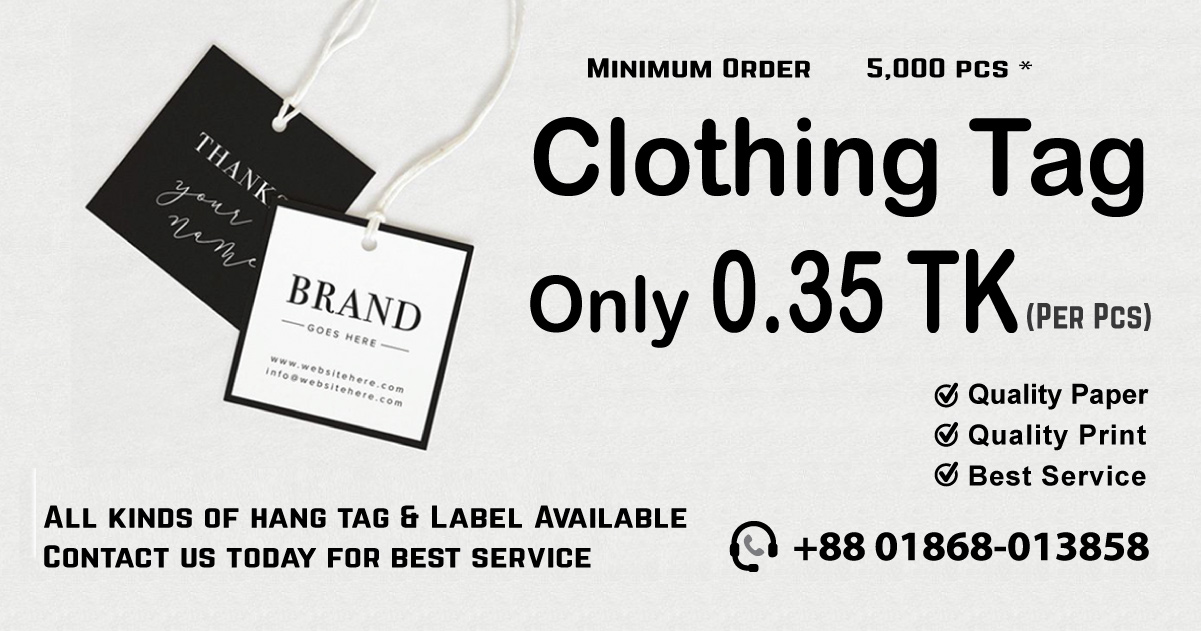 Minimum Order 5,000 pcs *
Clothing Tag
Only 0.35 TK (Per Pcs)
Quality Paper
Quality Print
Best Service
THANKS
your
name
BRAND
GOES HERE
www.websitehere.com
info@websitehere.com
All kinds of hang tag & Label Available
Contact us today for best service
+88 01868-013858